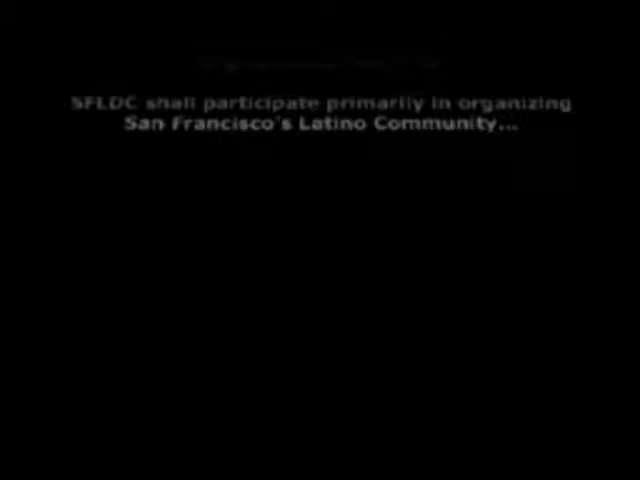 SFLDC shall participate primarily in organizing
San Francisco's Latino Community...